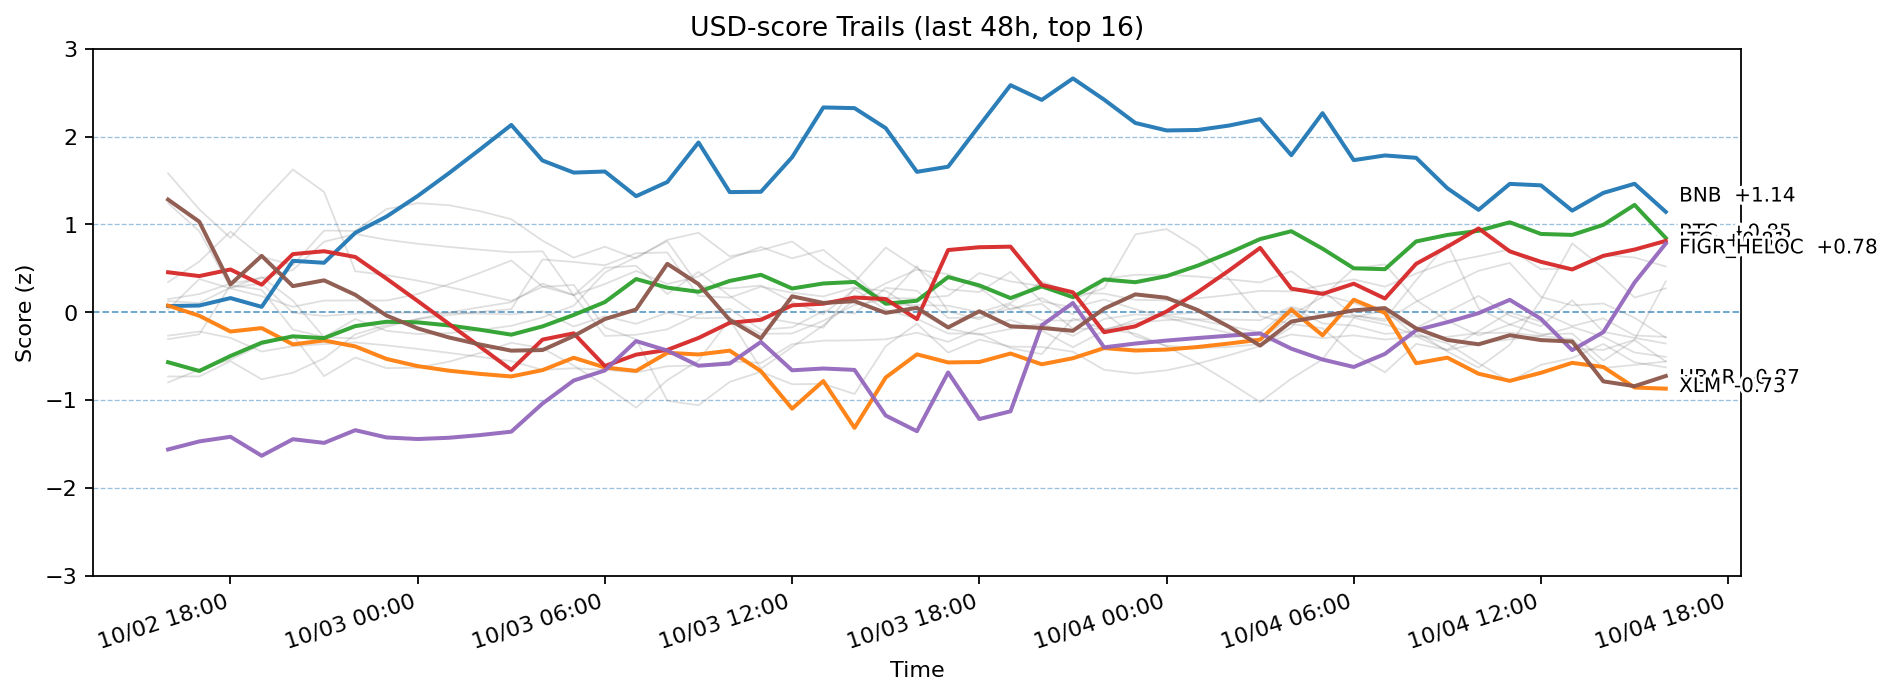 USD-score Trails (last 48h, top 16)
3
2
1
0
−1
−2
−3
Score (z)
BNB +1.14
FIGR_HELOC +0.78
XLM -0.73
10/02 18:00
10/03 00:00
10/03 06:00
10/03 12:00
10/03 18:00
10/04 00:00
10/04 06:00
10/04 12:00
10/04 18:00
Time